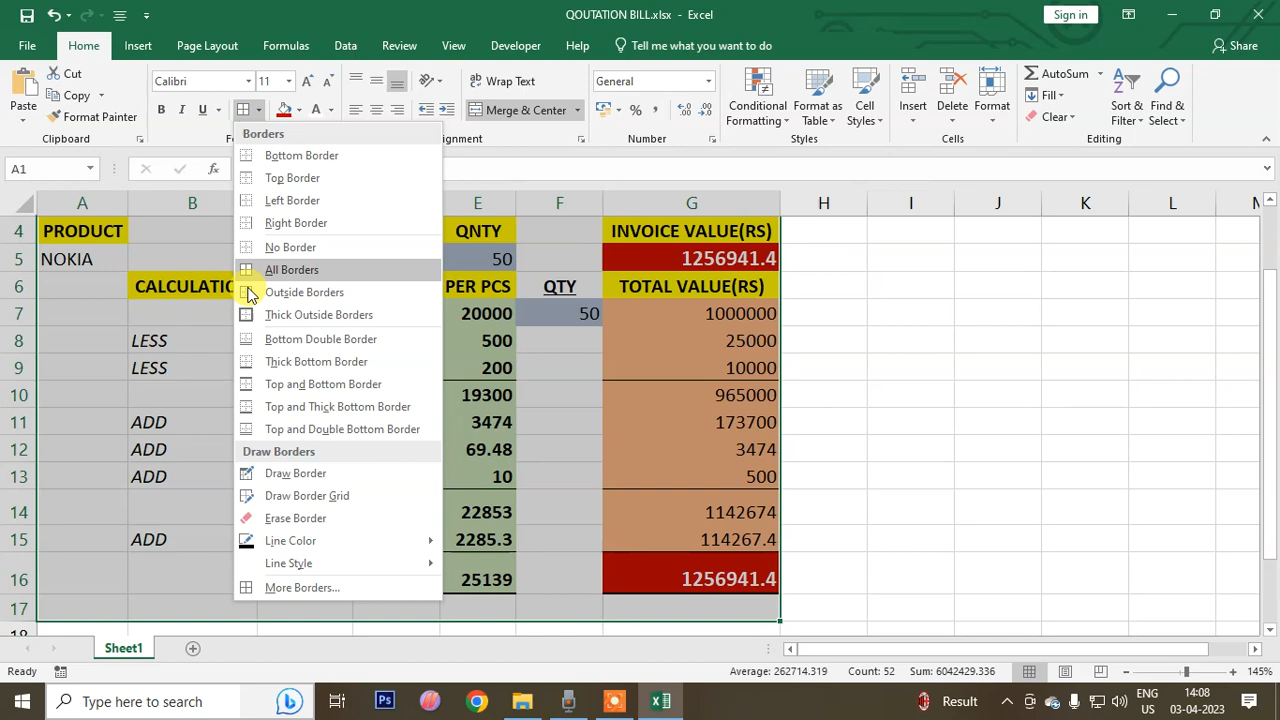 QOUTATION BILL.xlsx - Excel
Sign in
File Home Insert Page Layout Formulas Data Review View Developer Help Tell me what you want to do Share
Paste
Cut
Copy
Format Painter
Clipboard
Calibri 11
B I U
Wrap Text
Merge & Center
General
Number
Conditional Formatting
Format as Table
Cell Styles
Styles
Insert Delete Format
Cells
AutoSum
Fill
Clear
Sort & Filter
Find & Select
Editing
A1
fx
A B E F G H I J K L
4 PRODUCT QNTY INVOICE VALUE(RS)
5 NOKIA 50 1256941.4
6 PER PCS QTY TOTAL VALUE(RS)
7 20000 50 1000000
8 LESS 500 25000
9 LESS 200 10000
10 19300 965000
11 ADD 3474 173700
12 ADD 69.48 3474
13 ADD 10 500
14 22853 1142674
15 ADD 2285.3 114267.4
16 25139 1256941.4
17
Borders
Bottom Border
Top Border
Left Border
Right Border
No Border
All Borders
Outside Borders
Thick Outside Borders
Bottom Double Border
Thick Bottom Border
Top and Bottom Border
Top and Thick Bottom Border
Top and Double Bottom Border
Draw Borders
Draw Border
Draw Border Grid
Erase Border
Line Color
Line Style
More Borders...
Sheet1
Ready Average: 262714.319 Count: 52 Sum: 6042429.336 145%
Type here to search
Result
ENG
IN
14:08
03-04-2023